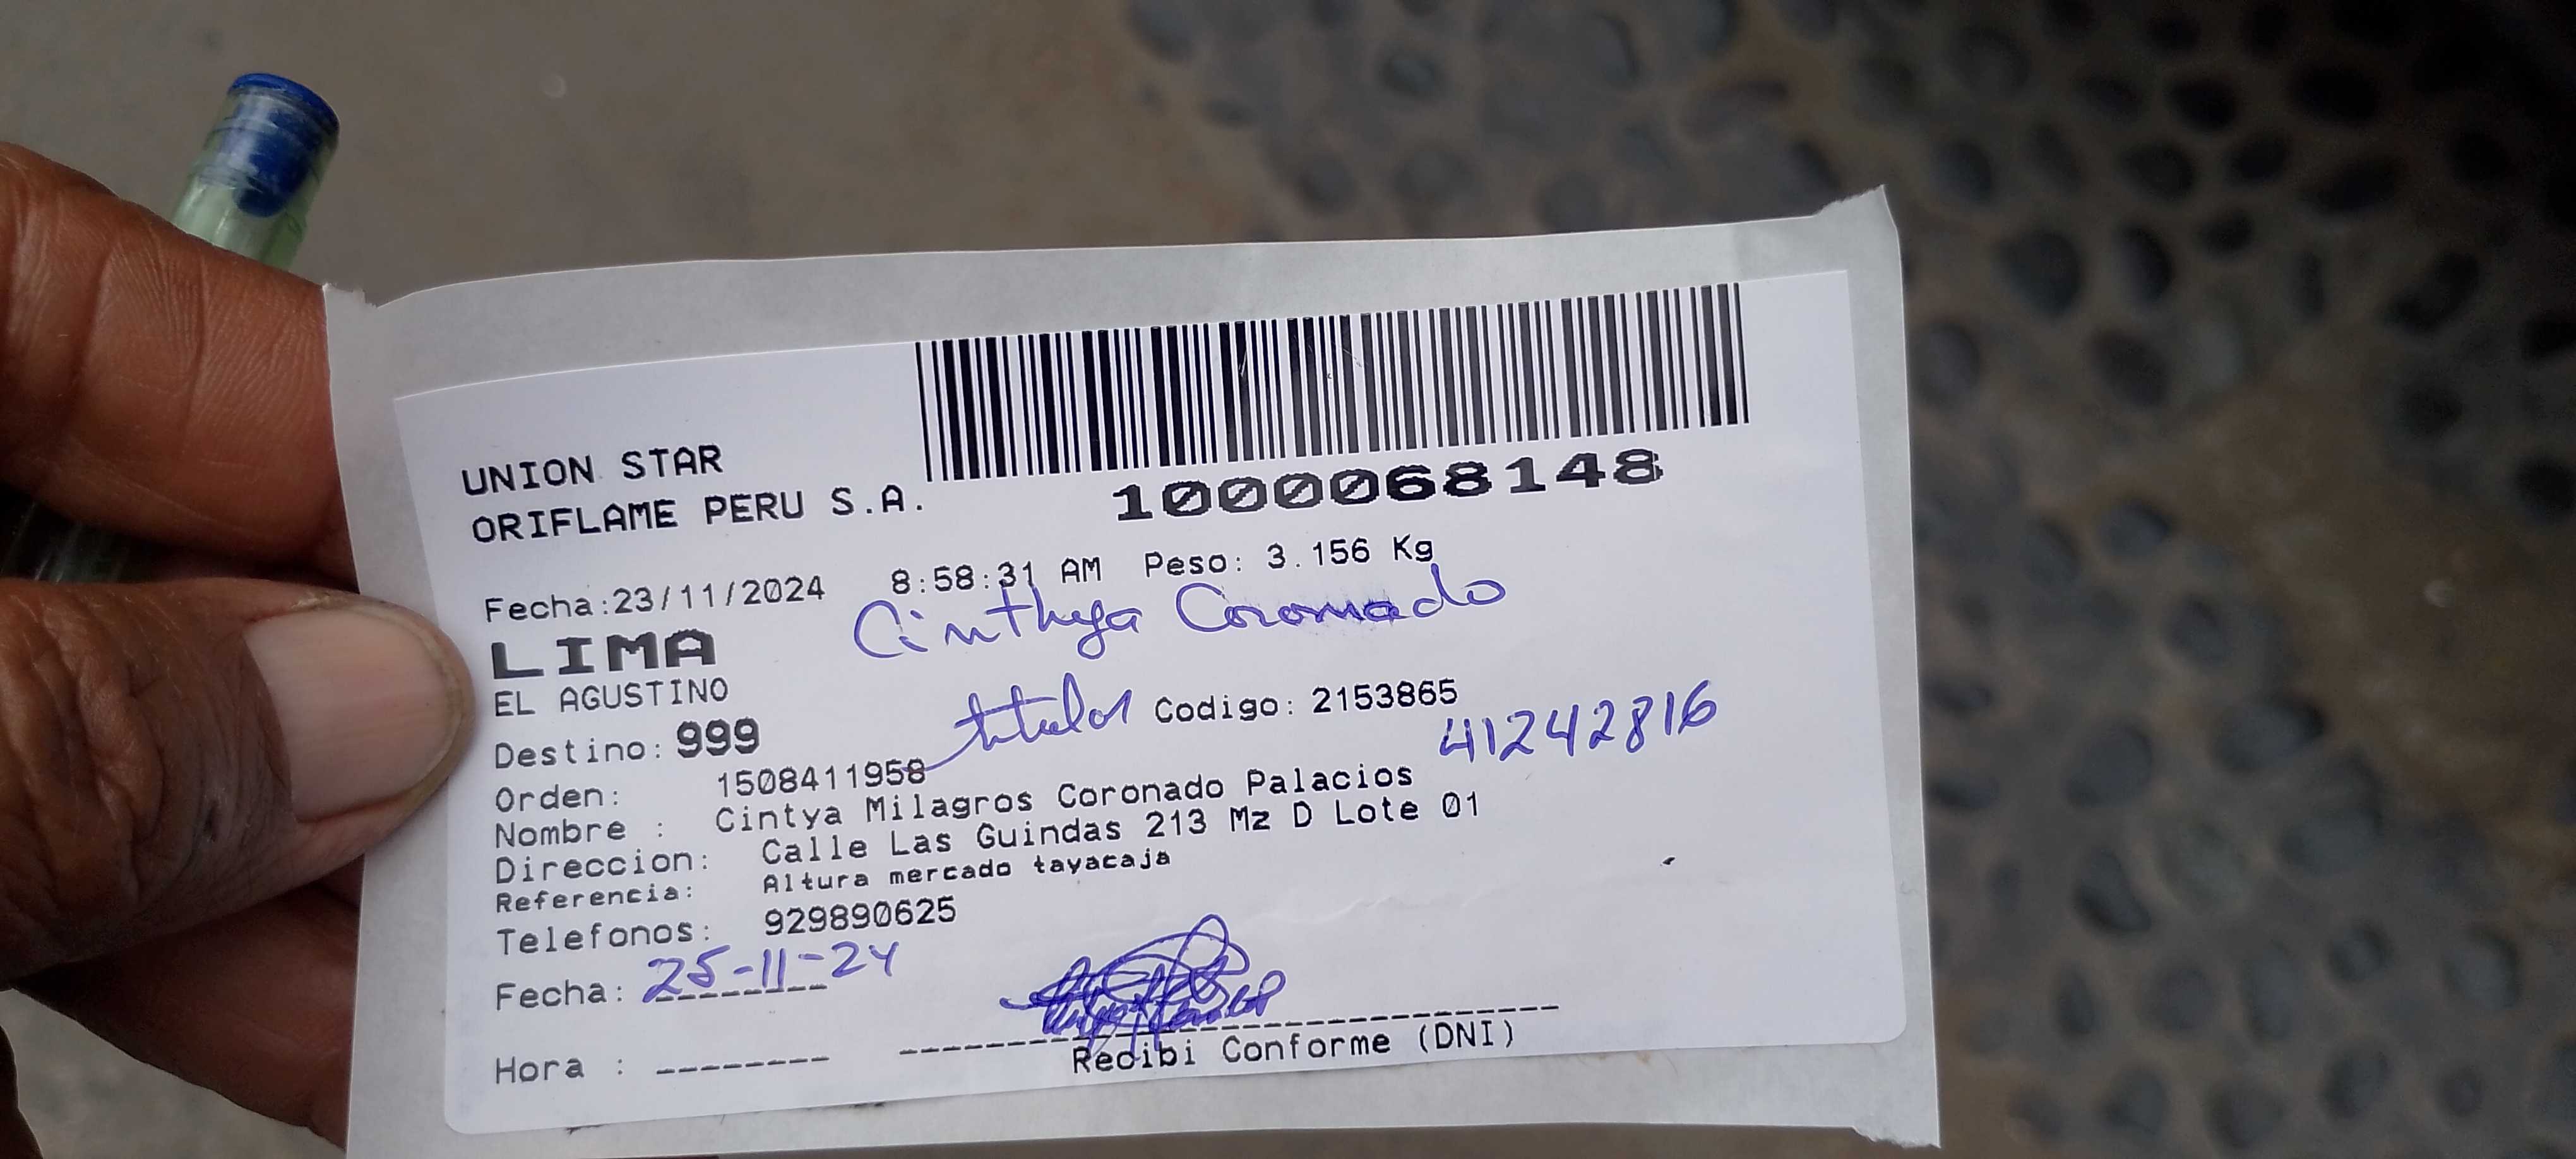 UNION STAR
ORIFLAME PERU S.A.
1000068148
Fecha:23/11/2024 8:58:31 AM Peso: 3.156 Kg
LIMA Cinthya Coronado
EL AGUSTINO
titular Codigo: 2153865
Destino: 999 41242816
Orden: 1508411958
Nombre : Cintya Milagros Coronado Palacios
Direccion: Calle Las Guindas 213 Mz D Lote 01
Referencia: Altura mercado tayacaja
Telefonos: 929890625
Fecha: 25-11-24
Hora : --------
Recibi Conforme (DNI)